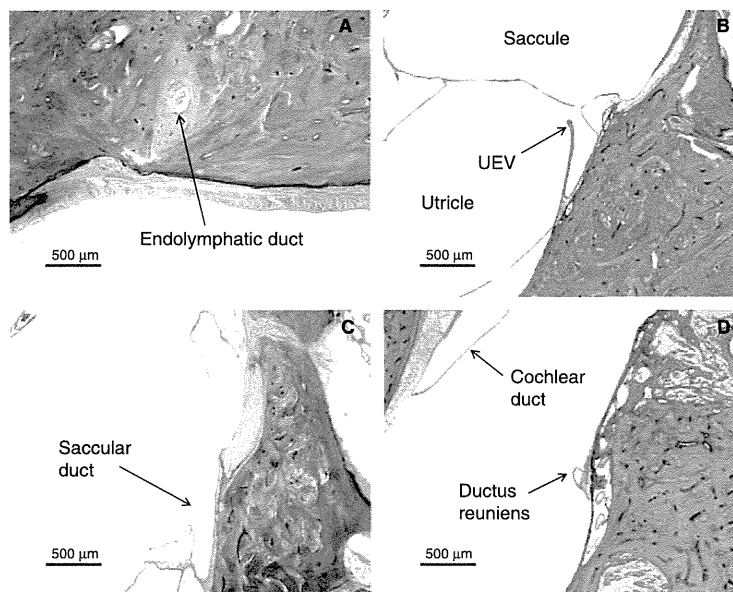 A
Endolymphatic duct
500 µm
B
Saccule
UEV
Utricle
500 µm
C
Saccular
duct
500 µm
D
Cochlear
duct
Ductus
reuniens
500 µm